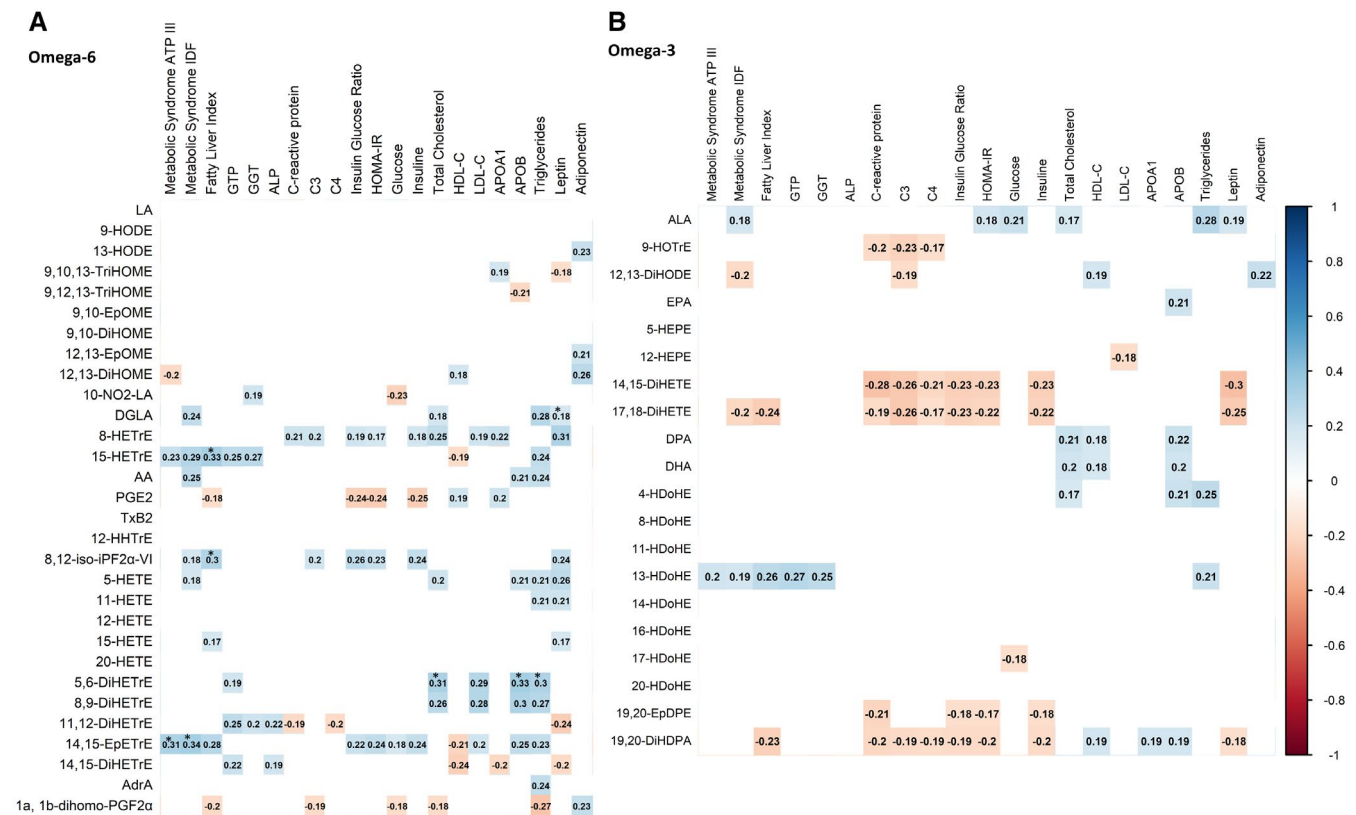 A
Omega-6
Metabolic Syndrome ATP III
Metabolic Syndrome IDF
Fatty Liver Index
GTP
GGT
ALP
C-reactive protein
C3
C4
Insulin Glucose Ratio
HOMA-IR
Glucose
Insuline
Total Cholesterol
HDL-C
LDL-C
APOA1
APOB
Triglycerides
Leptin
Adiponectin
LA
9-HODE
13-HODE 0.23
9,10,13-TriHOME 0.19 -0.18
9,12,13-TriHOME -0.21
9,10-EpOME
9,10-DiHOME
12,13-EpOME 0.21
12,13-DiHOME -0.2 0.18 0.26
10-NO2-LA 0.19 -0.23
DGLA 0.24 0.18 0.28 *0.18
8-HETrE 0.21 0.2 0.19 0.17 0.18 0.25 0.19 0.22 0.31
15-HETrE 0.23 0.29 *0.33 0.25 0.27 -0.19 0.24
AA 0.25 0.21 0.24
PGE2 -0.18 -0.24 -0.24 -0.25 0.19 0.2
TxB2
12-HHTrE
8,12-iso-iPF2α-VI 0.18 *0.3 0.2 0.26 0.23 0.24 0.24
5-HETE 0.18 0.2 0.21 0.21 0.26
11-HETE 0.21 0.21
12-HETE
15-HETE 0.17 0.17
20-HETE
5,6-DiHETrE 0.19 *0.31 0.29 *0.33 *0.3
8,9-DiHETrE 0.26 0.28 0.3 0.27
11,12-DiHETrE 0.25 0.2 0.22 -0.19 -0.2 -0.24
14,15-EpETrE *0.31 *0.34 0.28 0.22 0.24 0.18 0.24 -0.21 0.2 0.25 0.23
14,15-DiHETrE 0.22 0.19 -0.24 -0.2 -0.2
AdrA 0.24
1a, 1b-dihomo-PGF2α -0.2 -0.19 -0.18 -0.18 -0.27 0.23
B
Omega-3
Metabolic Syndrome ATP III
Metabolic Syndrome IDF
Fatty Liver Index
GTP
GGT
ALP
C-reactive protein
C3
C4
Insulin Glucose Ratio
HOMA-IR
Glucose
Insuline
Total Cholesterol
HDL-C
LDL-C
APOA1
APOB
Triglycerides
Leptin
Adiponectin
ALA 0.18 0.18 0.21 0.17 0.28 0.19
9-HOTrE -0.2 -0.23 -0.17
12,13-DiHODE -0.2 -0.19 0.19 0.22
EPA 0.21
5-HEPE
12-HEPE -0.18
14,15-DiHETE -0.28 -0.26 -0.21 -0.23 -0.23 -0.23 -0.3
17,18-DiHETE -0.2 -0.24 -0.19 -0.26 -0.17 -0.23 -0.22 -0.22 -0.25
DPA 0.21 0.18 0.22
DHA 0.2 0.18 0.2
4-HDoHE 0.17 0.21 0.25
8-HDoHE
11-HDoHE
13-HDoHE 0.2 0.19 0.26 0.27 0.25 0.21
14-HDoHE
16-HDoHE
17-HDoHE -0.18
20-HDoHE
19,20-EpDPE -0.21 -0.18 -0.17 -0.18
19,20-DiHDPA -0.23 -0.2 -0.19 -0.19 -0.19 -0.2 -0.2 0.19 0.19 0.19 -0.18
1
0.8
0.6
0.4
0.2
0
-0.2
-0.4
-0.6
-0.8
-1